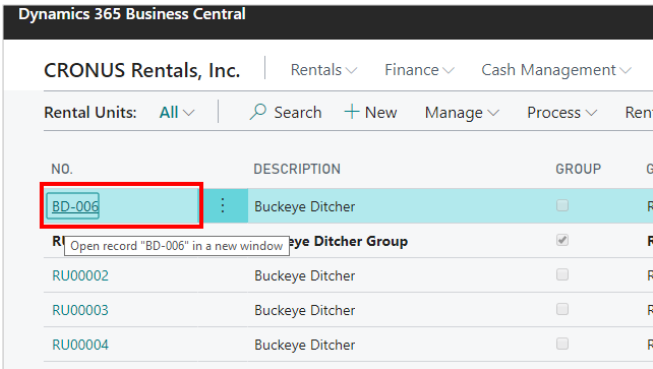 Dynamics 365 Business Central
CRONUS Rentals, Inc. Rentals Finance Cash Management
Rental Units: All Search New Manage Process Ren
NO. DESCRIPTION GROUP G
BD-006 Buckeye Ditcher R
Open record "BD-006" in a new window
RU eye Ditcher Group R
RU00002 Buckeye Ditcher R
RU00003 Buckeye Ditcher R
RU00004 Buckeye Ditcher R